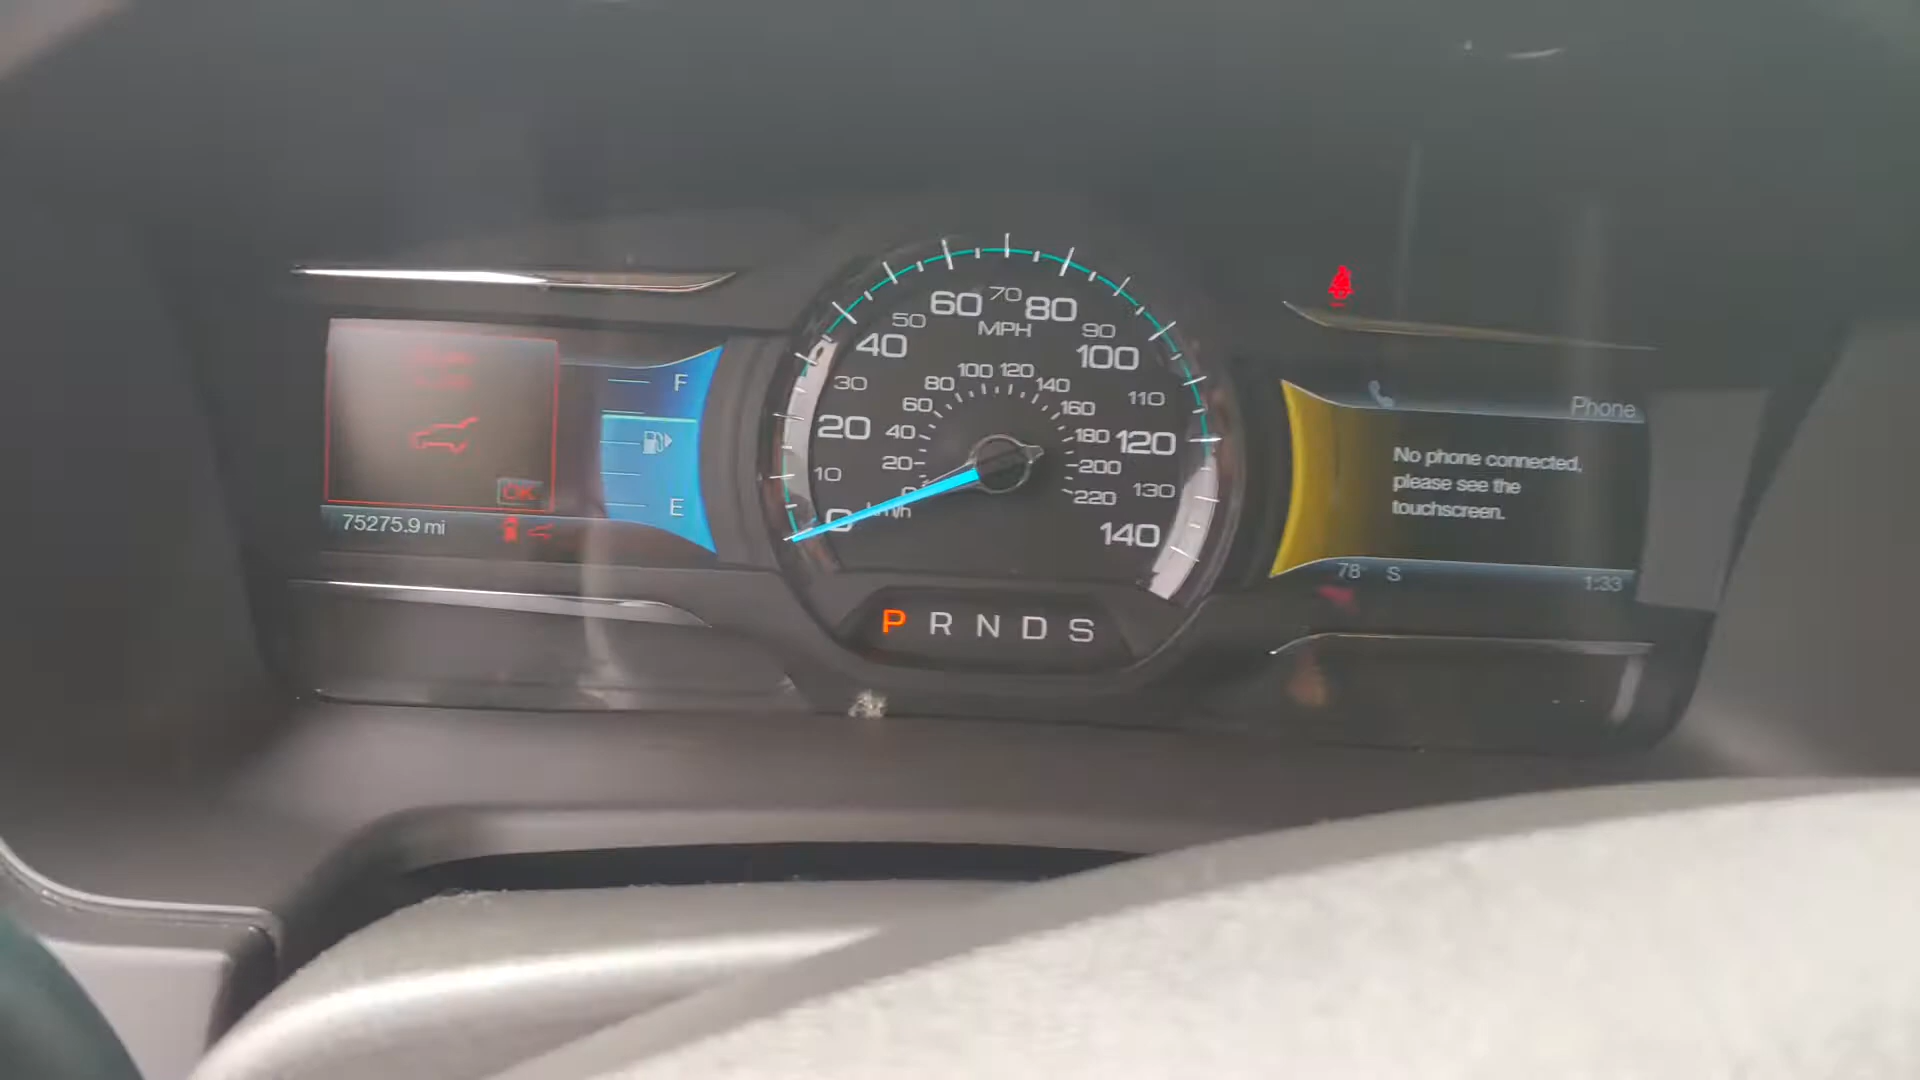 OK
75275.9 mi
F
E
0
10
20
30
40
50
60
70
80
90
100
110
120
130
140
MPH
20
40
60
80
100
120
140
160
180
200
220
km/h
P R N D S
Phone
No phone connected,
please see the
touchscreen.
78° S
1:33